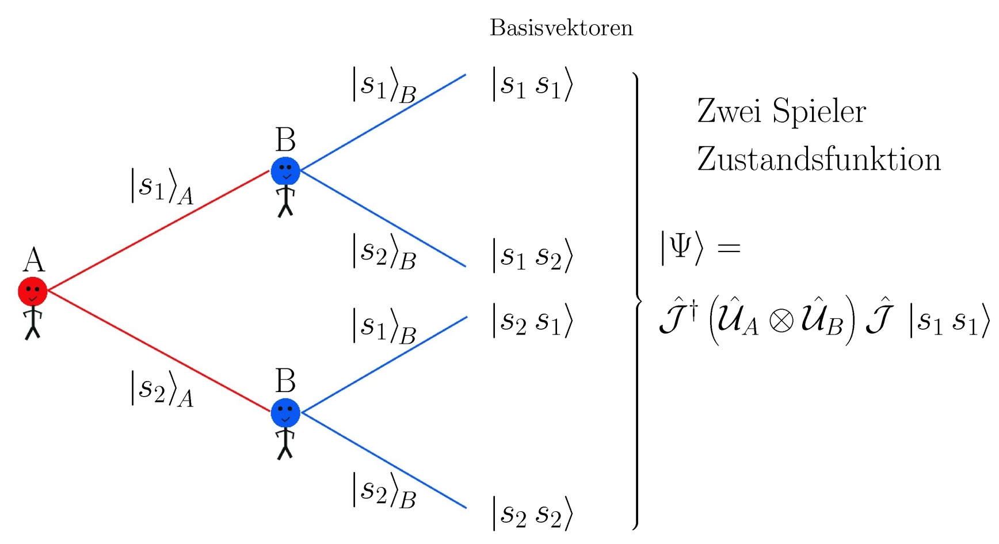 Basisvektoren
|s₁⟩_B
|s₁ s₁⟩
Zwei Spieler
B
Zustandsfunktion
|s₁⟩_A
|s₂⟩_B
|s₁ s₂⟩
|Ψ⟩ =
A
|s₁⟩_B
|s₂ s₁⟩
𝒥̂† (𝒰̂_A ⊗ 𝒰̂_B) 𝒥̂ |s₁ s₁⟩
B
|s₂⟩_A
|s₂⟩_B
|s₂ s₂⟩